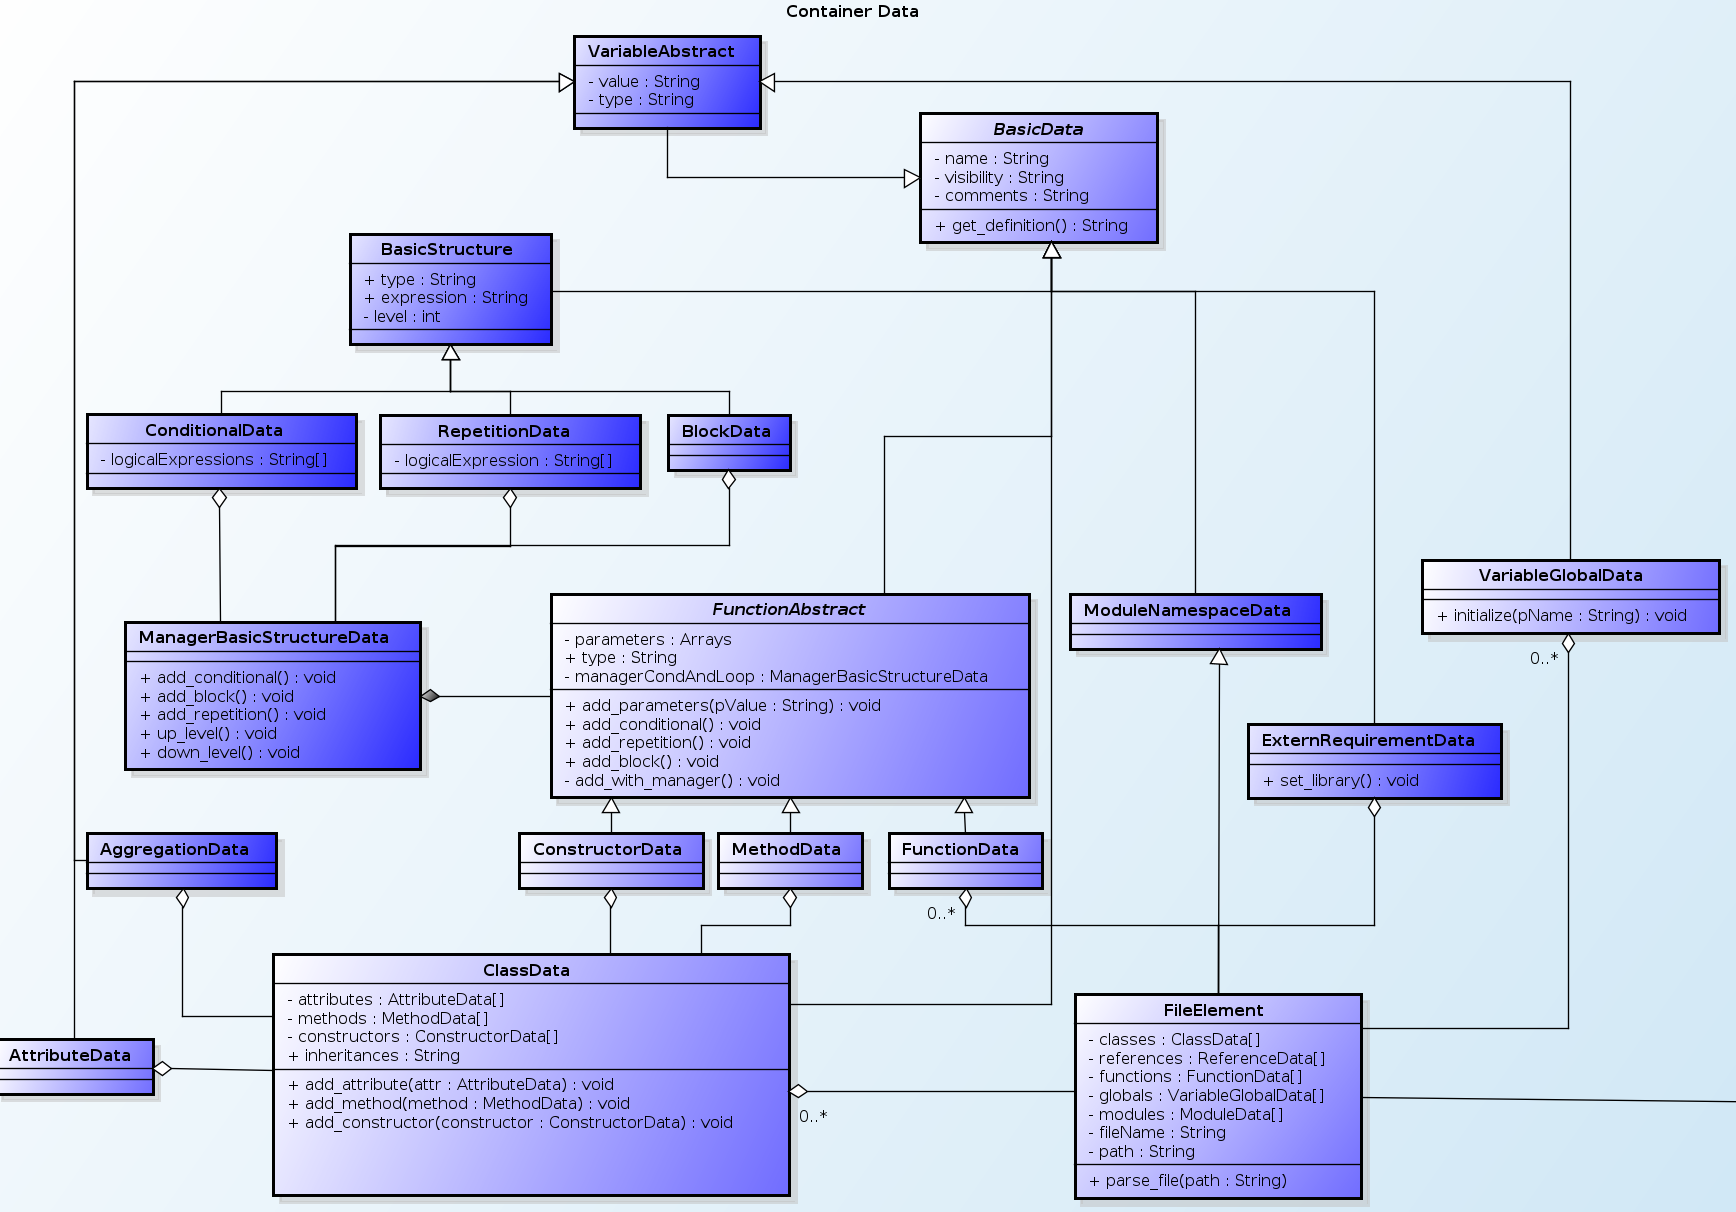 Container Data
VariableAbstract
- value : String
- type : String
BasicData
- name : String
- visibility : String
- comments : String
+ get_definition() : String
BasicStructure
+ type : String
+ expression : String
- level : int
ConditionalData
- logicalExpressions : String[]
RepetitionData
- logicalExpression : String[]
BlockData
VariableGlobalData
+ initialize(pName : String) : void
0..*
ManagerBasicStructureData
+ add_conditional() : void
+ add_block() : void
+ add_repetition() : void
+ up_level() : void
+ down_level() : void
FunctionAbstract
- parameters : Arrays
+ type : String
- managerCondAndLoop : ManagerBasicStructureData
+ add_parameters(pValue : String) : void
+ add_conditional() : void
+ add_repetition() : void
+ add_block() : void
- add_with_manager() : void
ModuleNamespaceData
ExternRequirementData
+ set_library() : void
AggregationData
ConstructorData
MethodData
FunctionData
0..*
ClassData
- attributes : AttributeData[]
- methods : MethodData[]
- constructors : ConstructorData[]
+ inheritances : String
+ add_attribute(attr : AttributeData) : void
+ add_method(method : MethodData) : void
+ add_constructor(constructor : ConstructorData) : void
0..*
AttributeData
FileElement
- classes : ClassData[]
- references : ReferenceData[]
- functions : FunctionData[]
- globals : VariableGlobalData[]
- modules : ModuleData[]
- fileName : String
- path : String
+ parse_file(path : String)